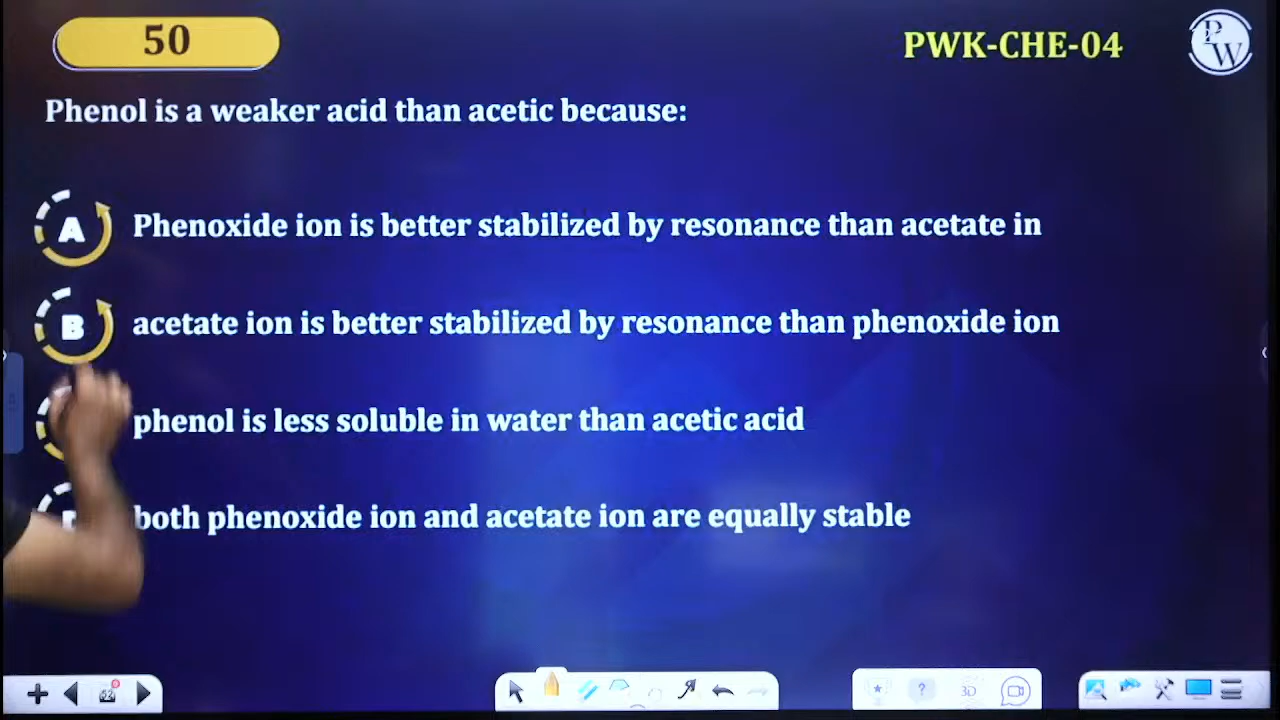 50
PWK-CHE-04
P
W
Phenol is a weaker acid than acetic because:
A Phenoxide ion is better stabilized by resonance than acetate in
B acetate ion is better stabilized by resonance than phenoxide ion
phenol is less soluble in water than acetic acid
both phenoxide ion and acetate ion are equally stable
3D